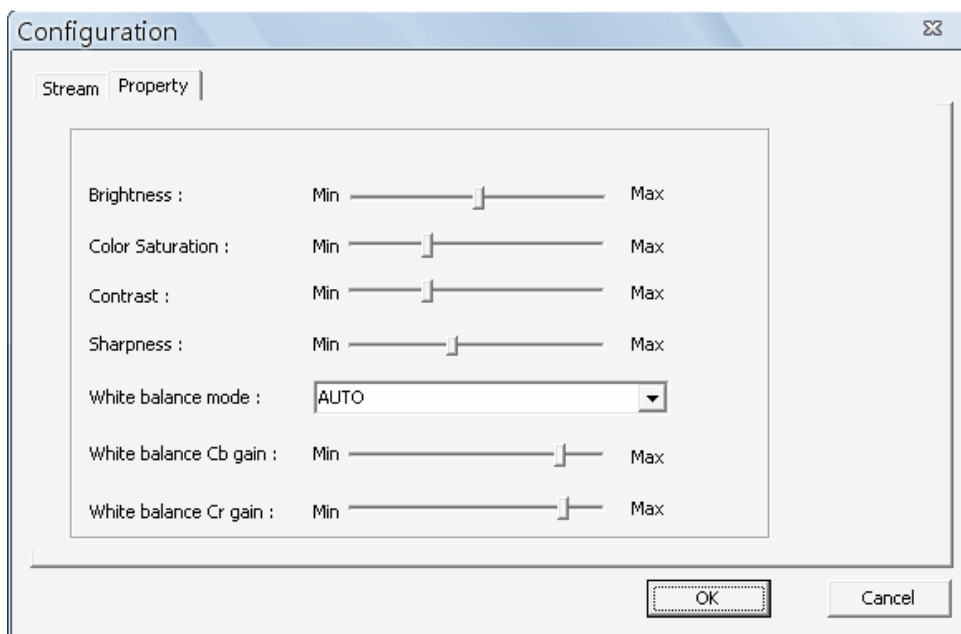 Configuration
Stream Property
Brightness : Min Max
Color Saturation : Min Max
Contrast : Min Max
Sharpness : Min Max
White balance mode : AUTO
White balance Cb gain : Min Max
White balance Cr gain : Min Max
OK Cancel